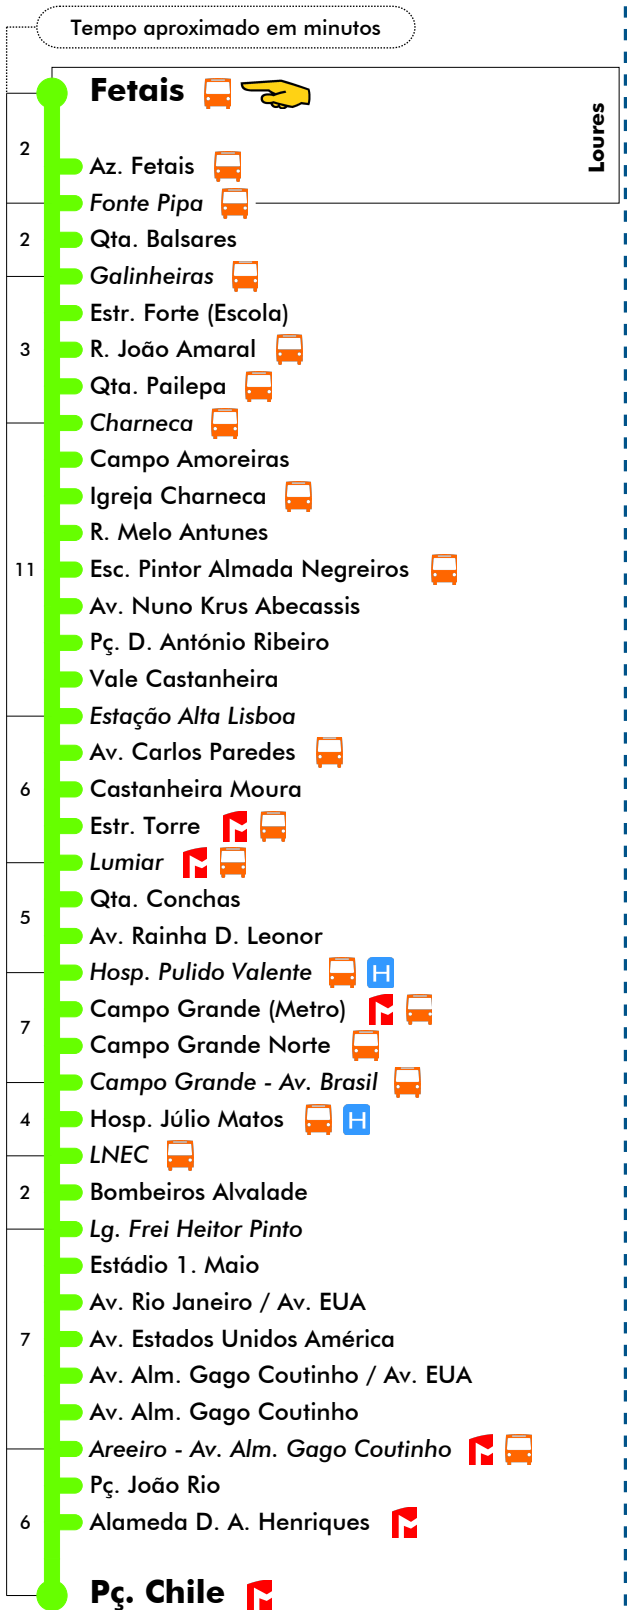 Tempo aproximado em minutos
Fetais
Loures
2
Az. Fetais
Fonte Pipa
2
Qta. Balsares
Galinheiras
Estr. Forte (Escola)
3
R. João Amaral
Qta. Pailepa
Charneca
Campo Amoreiras
Igreja Charneca
R. Melo Antunes
11
Esc. Pintor Almada Negreiros
Av. Nuno Krus Abecassis
Pç. D. António Ribeiro
Vale Castanheira
Estação Alta Lisboa
Av. Carlos Paredes
6
Castanheira Moura
Estr. Torre
Lumiar
Qta. Conchas
5
Av. Rainha D. Leonor
Hosp. Pulido Valente H
Campo Grande (Metro)
7
Campo Grande Norte
Campo Grande - Av. Brasil
4
Hosp. Júlio Matos H
LNEC
2
Bombeiros Alvalade
Lg. Frei Heitor Pinto
Estádio 1. Maio
Av. Rio Janeiro / Av. EUA
7
Av. Estados Unidos América
Av. Alm. Gago Coutinho / Av. EUA
Av. Alm. Gago Coutinho
Areeiro - Av. Alm. Gago Coutinho
Pç. João Rio
6
Alameda D. A. Henriques
Pç. Chile